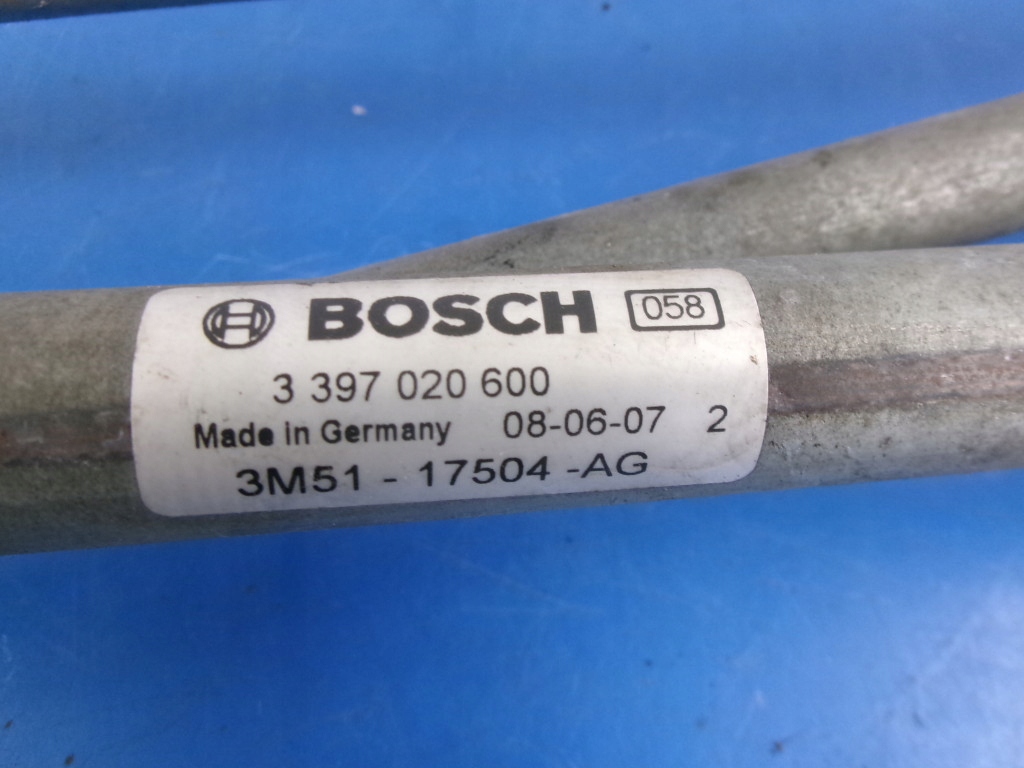 BOSCH 058
3 397 020 600
Made in Germany 08-06-07 2
3M51 - 17504 -AG